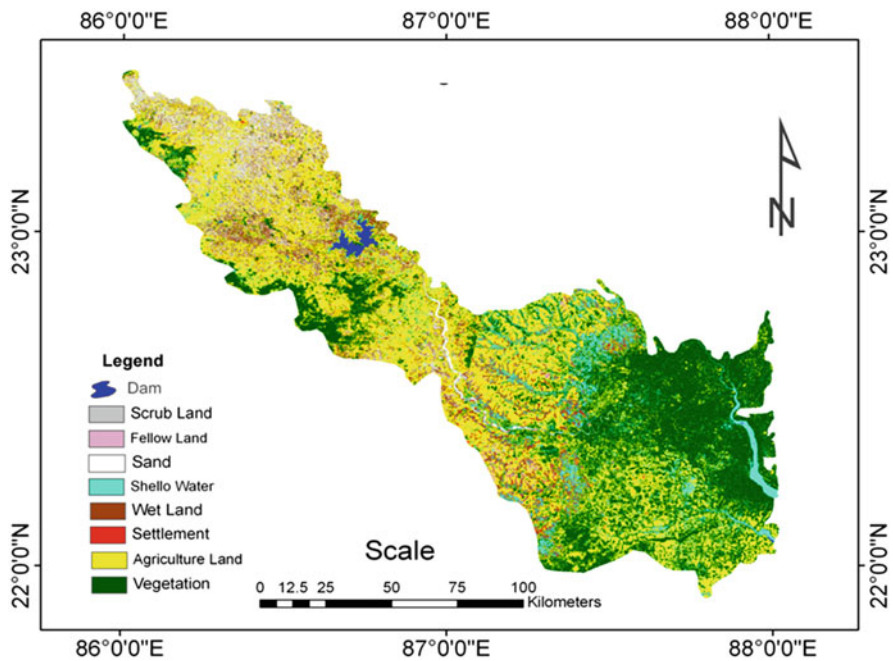 86°0'0"E 87°0'0"E 88°0'0"E
N
23°0'0"N 23°0'0"N
Legend
Dam
Scrub Land
Fellow Land
Sand
Shello Water
Wet Land
Settlement
Agriculture Land
Vegetation
Scale
0 12.5 25 50 75 100
Kilometers
22°0'0"N 22°0'0"N
86°0'0"E 87°0'0"E 88°0'0"E